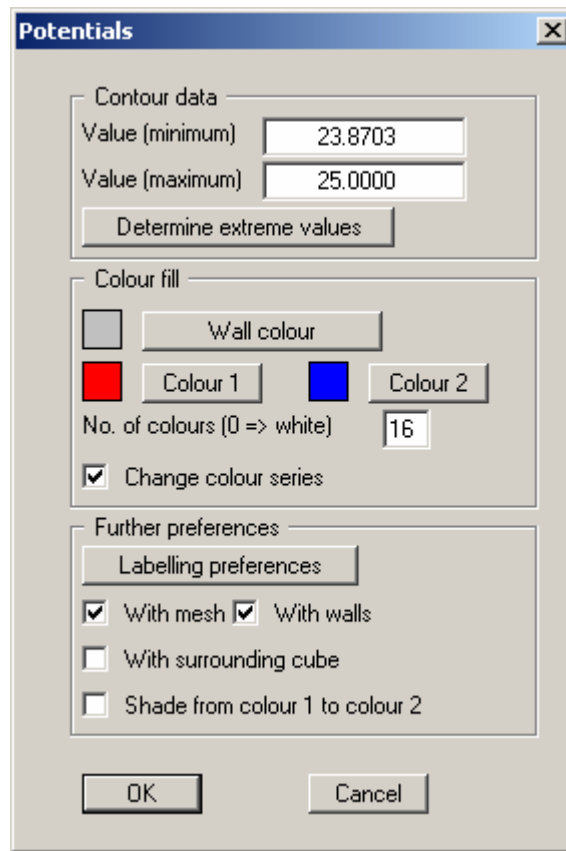 Potentials
Contour data
Value (minimum) 23.8703
Value (maximum) 25.0000
Determine extreme values
Colour fill
Wall colour
Colour 1 Colour 2
No. of colours (0 => white) 16
Change colour series
Further preferences
Labelling preferences
With mesh With walls
With surrounding cube
Shade from colour 1 to colour 2
OK Cancel